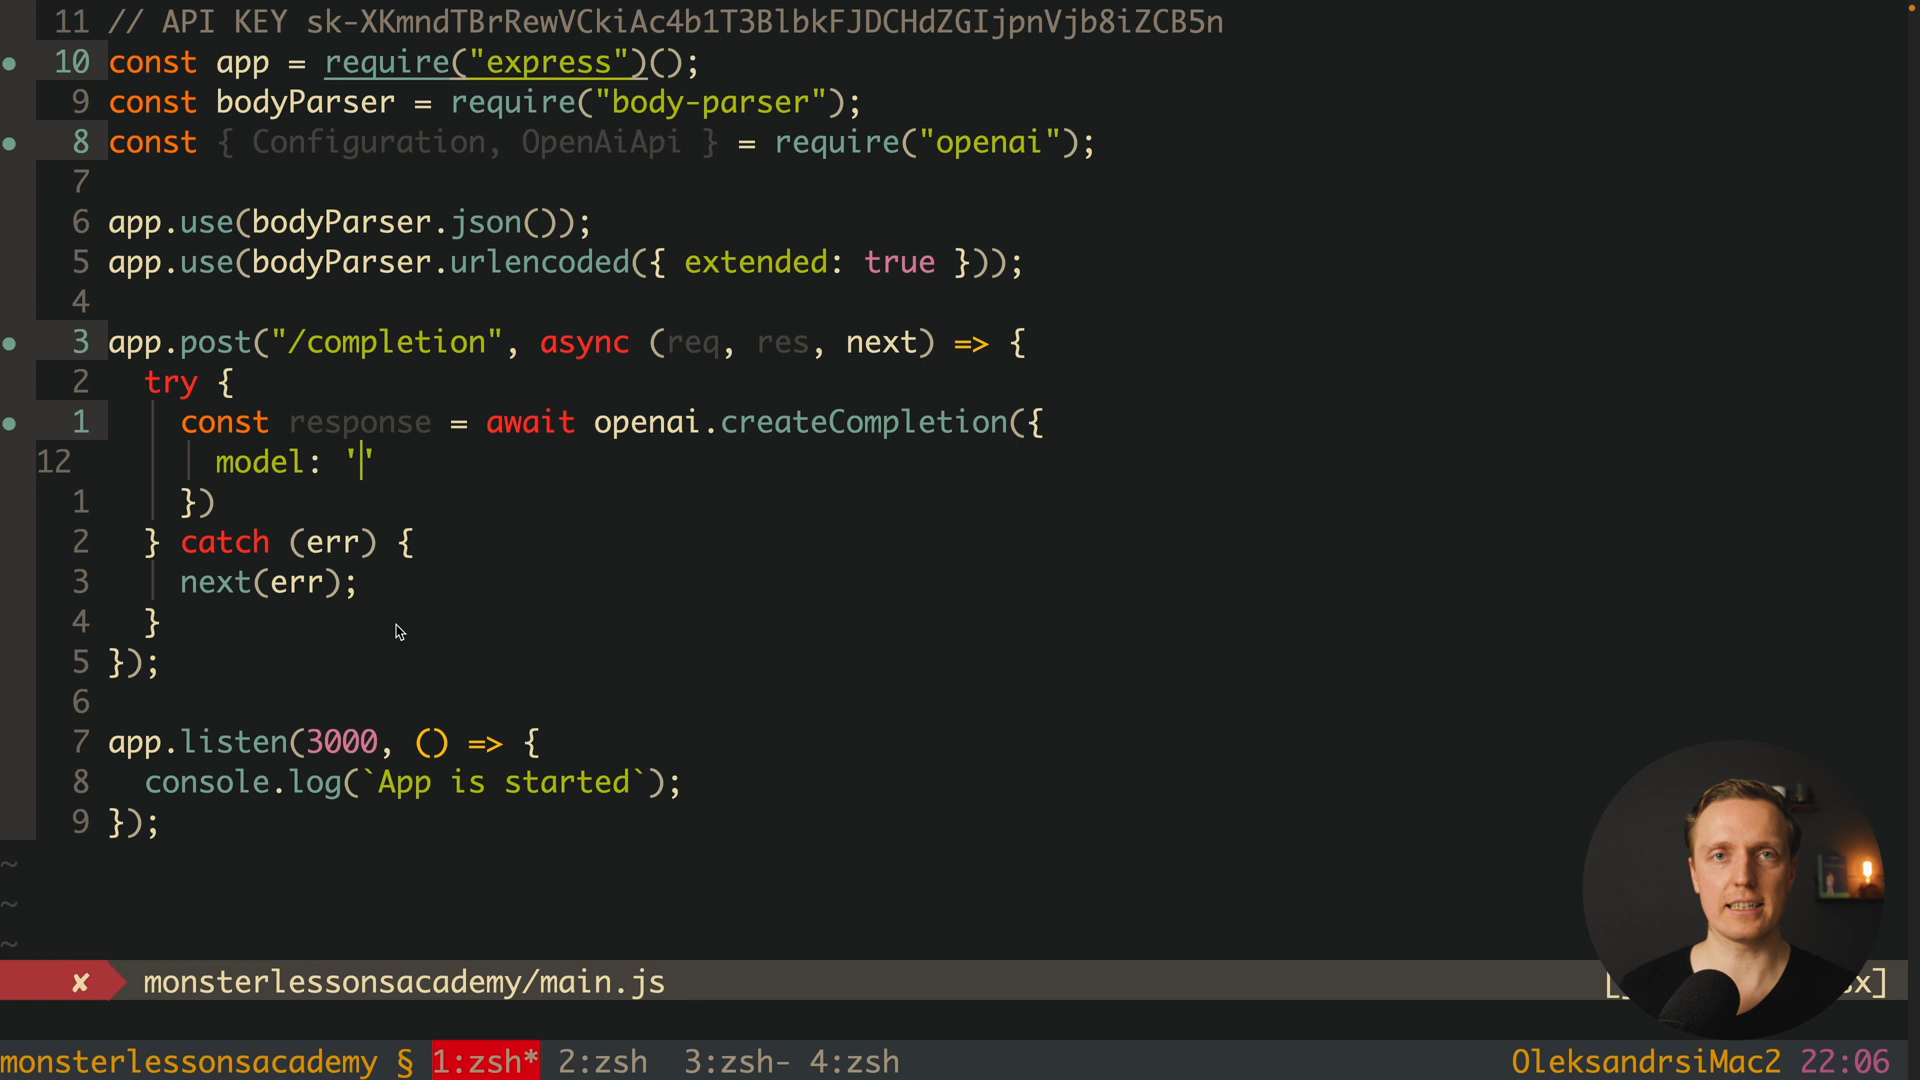 11 // API KEY 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
10 const app = require("express")();
9 const bodyParser = require("body-parser");
8 const { Configuration, OpenAiApi } = require("openai");
7
6 app.use(bodyParser.json());
5 app.use(bodyParser.urlencoded({ extended: true }));
4
3 app.post("/completion", async (req, res, next) => {
2 try {
1 const response = await openai.createCompletion({
12 model: ''
1 })
2 } catch (err) {
3 next(err);
4 }
5 });
6
7 app.listen(3000, () => {
8 console.log(`App is started`);
9 });
~
~
~
✘ monsterlessonsacademy/main.js
monsterlessonsacademy § 1:zsh* 2:zsh 3:zsh- 4:zsh OleksandrsiMac2 22:06